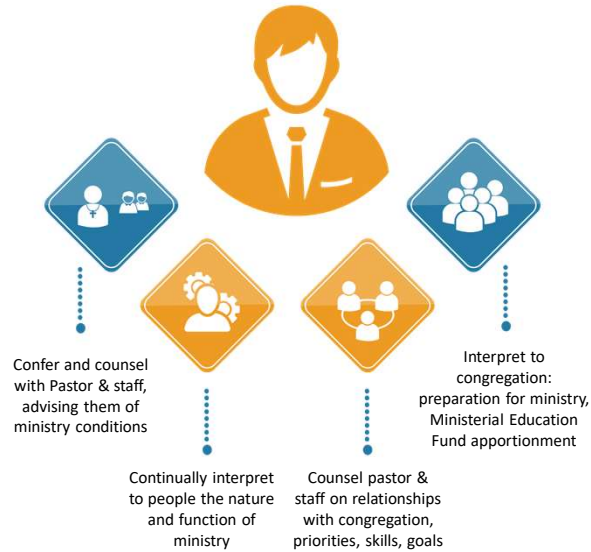 Confer and counsel
with Pastor & staff,
advising them of
ministry conditions
Continually interpret
to people the nature
and function of
ministry
Counsel pastor &
staff on relationships
with congregation,
priorities, skills, goals
Interpret to
congregation:
preparation for ministry,
Ministerial Education
Fund apportionment